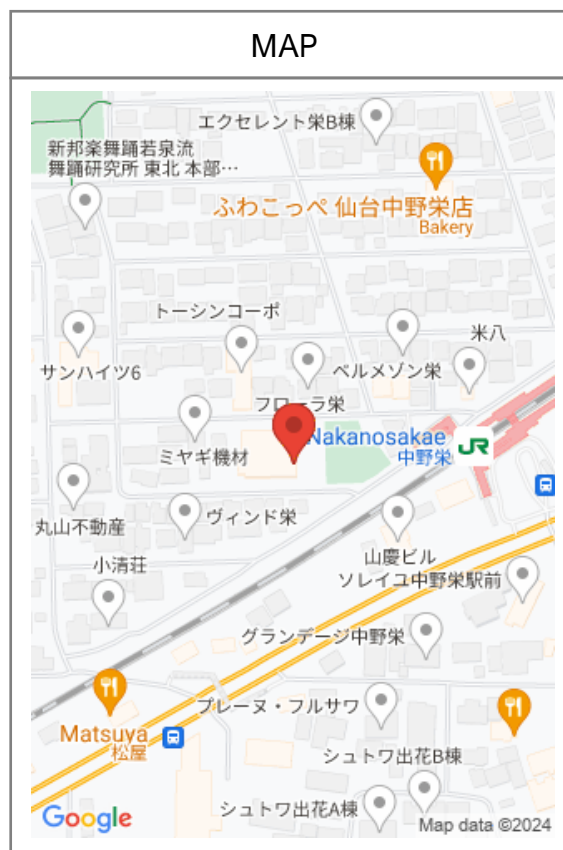 MAP
エクセレント栄B棟
新邦楽舞踊若泉流
舞踊研究所 東北 本部…
ふわこっぺ 仙台中野栄店
Bakery
トーシンコーポ
米八
サンハイツ6
ベルメゾン栄
フローラ栄
Nakanosakae
中野栄
JR
ミヤギ機材
丸山不動産
ヴィンド栄
小清荘
山慶ビル
ソレイユ中野栄駅前
グランデージ中野栄
プレーヌ・フルサワ
Matsuya
松屋
シュトワ出花B棟
シュトワ出花A棟
Google
Map data ©2024